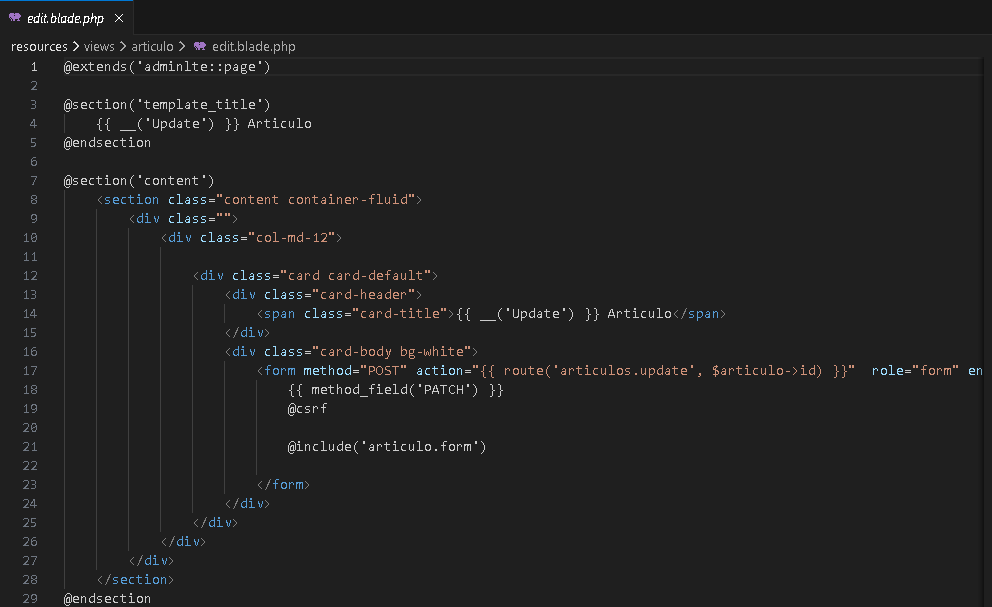 edit.blade.php
resources > views > articulo > edit.blade.php
1 @extends('adminlte::page')
2
3 @section('template_title')
4 {{ __('Update') }} Articulo
5 @endsection
6
7 @section('content')
8 <section class="content container-fluid">
9 <div class="">
10 <div class="col-md-12">
11
12 <div class="card card-default">
13 <div class="card-header">
14 <span class="card-title">{{ __('Update') }} Articulo</span>
15 </div>
16 <div class="card-body bg-white">
17 <form method="POST" action="{{ route('articulos.update', $articulo->id) }}"  role="form" en
18 {{ method_field('PATCH') }}
19 @csrf
20
21 @include('articulo.form')
22
23 </form>
24 </div>
25 </div>
26 </div>
27 </div>
28 </section>
29 @endsection